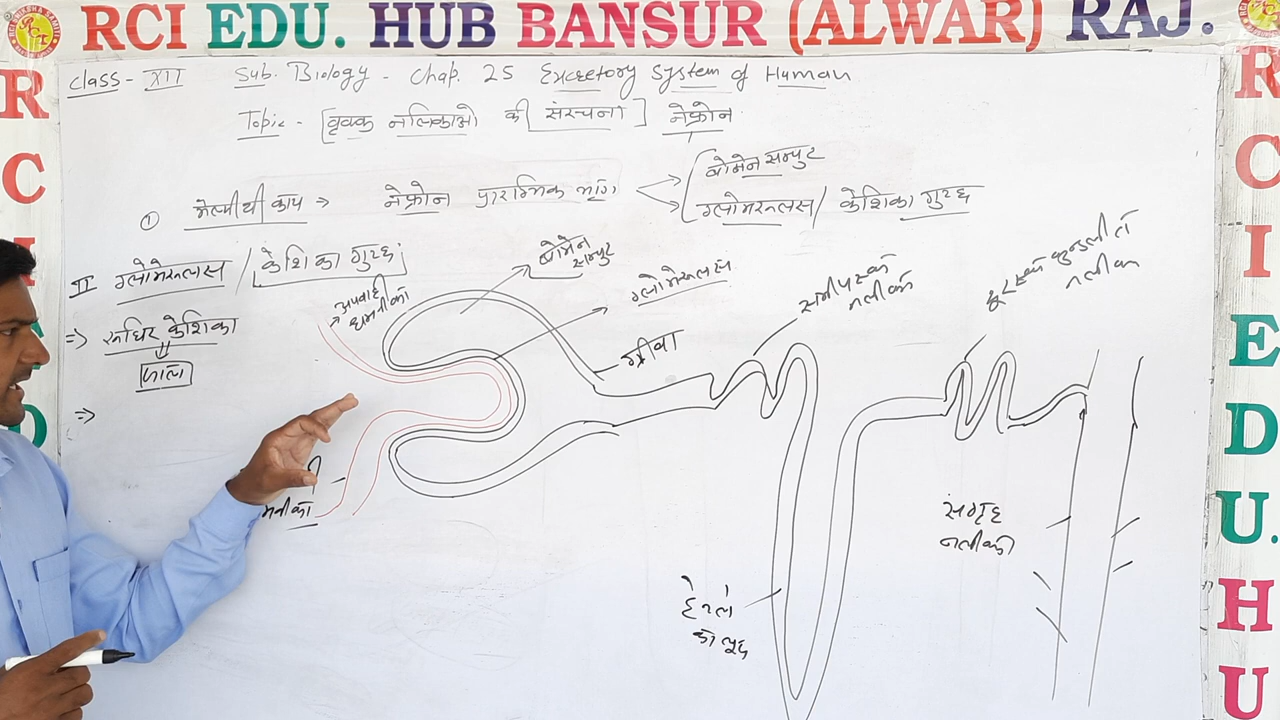 RCI EDU. HUB BANSUR (ALWAR) RAJ.
Class - XII Sub. Biology - Chap. 25 Excretory System of Human
Topic - [वृक्क नलिकाओ की संरचना] नेफ्रोन
① मेल्पीघी काय → नेफ्रोन प्रारम्भिक भाग
बोमेन सम्पुट
ग्लोमेरूलस / केशिका गुच्छ
II ग्लोमेरूलस / केशिका गुच्छ
⇒ रूधिर केशिका
जाल
⇒
अपवाही
धमनीका
बोमेन
सम्पुट
ग्लोमेरूलस
ग्रीवा
समीपस्थ
नलीका
दूरस्थ कुन्डलीत
नलीका
हेनले
का लूप
संग्रह
नलीका
R
C
I
E
D
U.
H
U
R
C
I